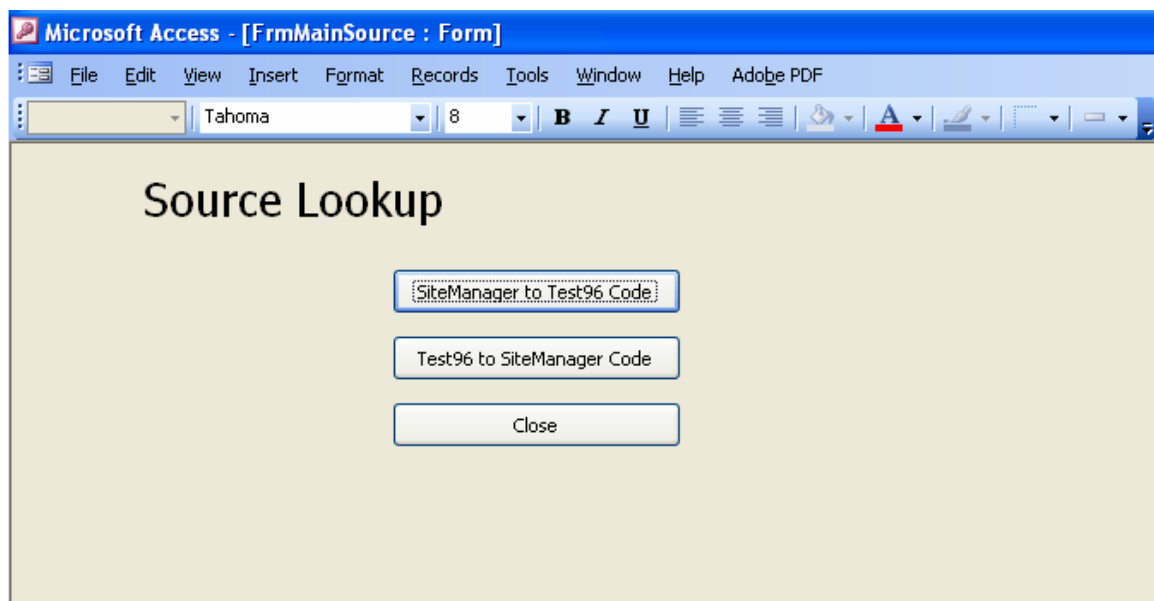 Microsoft Access - [FrmMainSource : Form]
File Edit View Insert Format Records Tools Window Help Adobe PDF
Tahoma 8 B I U A
Source Lookup
SiteManager to Test96 Code
Test96 to SiteManager Code
Close